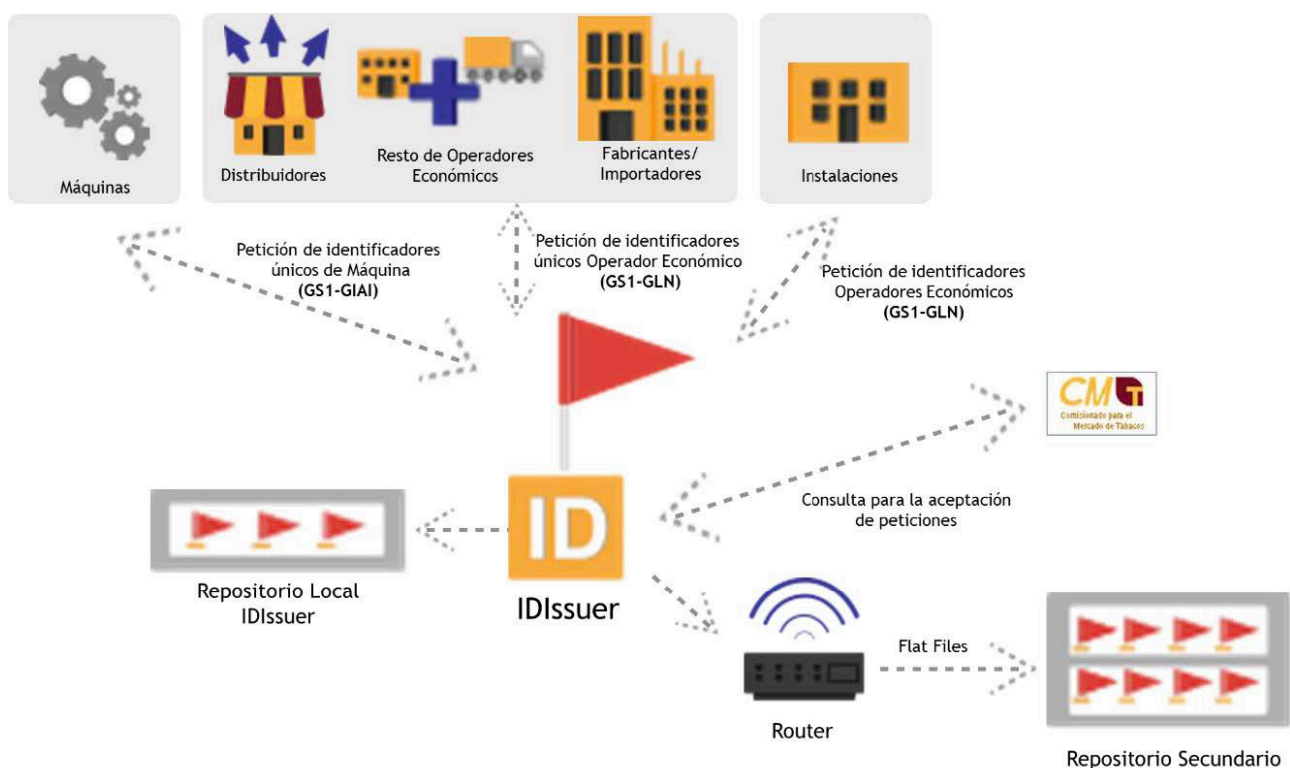 Máquinas
Distribuidores
Resto de Operadores
Económicos
Fabricantes/
Importadores
Instalaciones
Petición de identificadores
únicos de Máquina
(GS1-GIAI)
Petición de identificadores
únicos Operador Económico
(GS1-GLN)
Petición de identificadores
Operadores Económicos
(GS1-GLN)
CMT
Comisionado para el
Mercado de Tabacos
Consulta para la aceptación
de peticiones
ID
IDIssuer
Repositorio Local
IDIssuer
Flat Files
Router
Repositorio Secundario